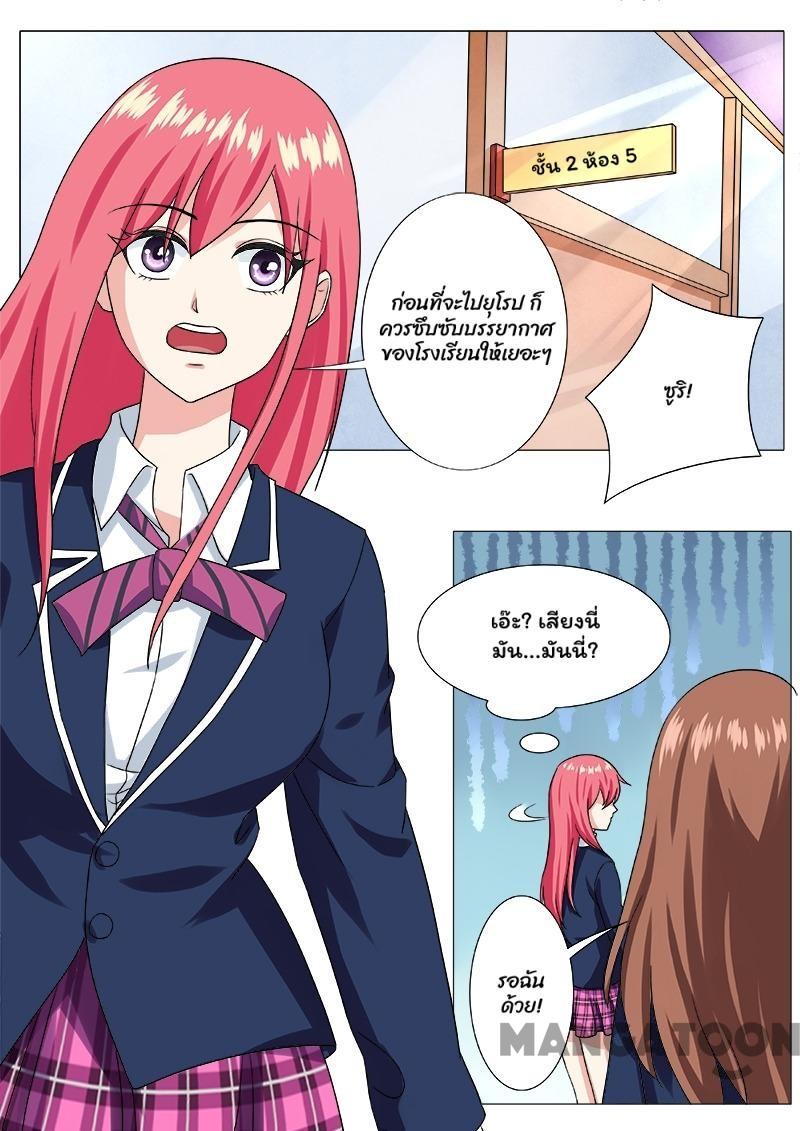 ชั้น 2 ห้อง 5
ก่อนที่จะไปยุโรป ก็
ควรซึบซับบรรยากาศ
ของโรงเรียนให้เยอะๆ
ซูริ!
เอ๊ะ? เสียงนี่
มัน...มันนี่?
รอฉัน
ด้วย!
MANGATOON